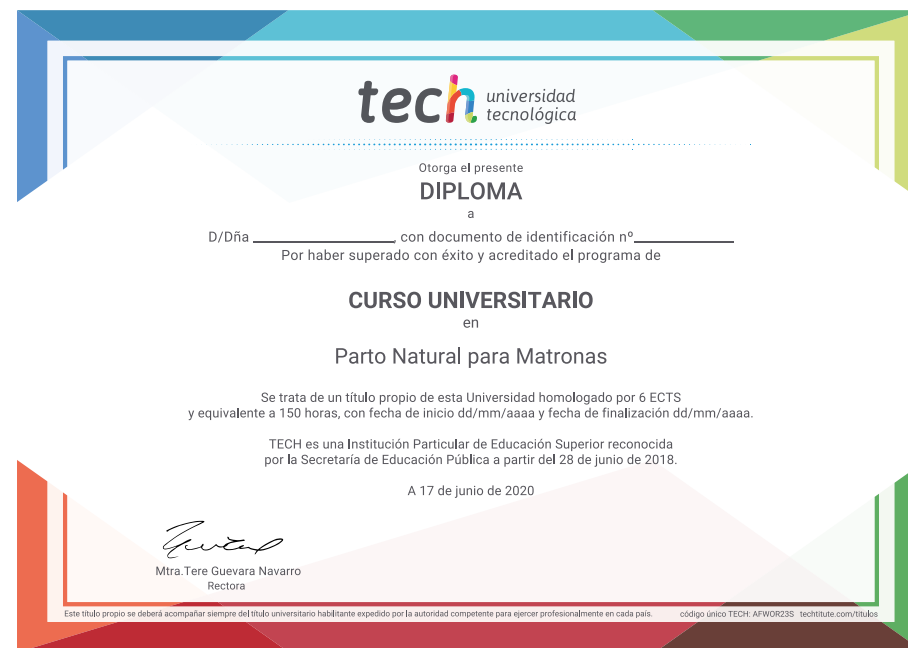 tech universidad
tecnológica
Otorga el presente
DIPLOMA
a
D/Dña ____________________, con documento de identificación nº______________
Por haber superado con éxito y acreditado el programa de
CURSO UNIVERSITARIO
en
Parto Natural para Matronas
Se trata de un título propio de esta Universidad homologado por 6 ECTS
y equivalente a 150 horas, con fecha de inicio dd/mm/aaaa y fecha de finalización dd/mm/aaaa.
TECH es una Institución Particular de Educación Superior reconocida
por la Secretaría de Educación Pública a partir del 28 de junio de 2018.
A 17 de junio de 2020
Mtra.Tere Guevara Navarro
Rectora
Este título propio se deberá acompañar siempre del título universitario habilitante expedido por la autoridad competente para ejercer profesionalmente en cada país. código único TECH: AFWOR23S techtitute.com/titulos